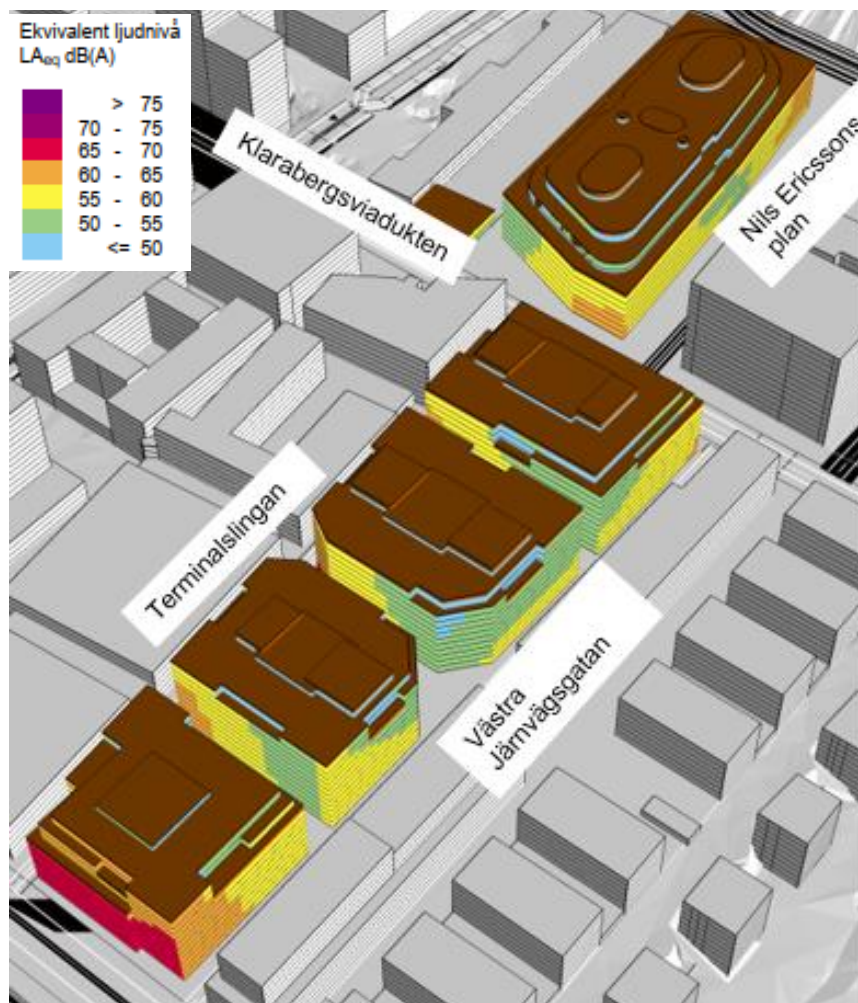 Ekvivalent ljudnivå
LAeq dB(A)
> 75
70 - 75
65 - 70
60 - 65
55 - 60
50 - 55
<= 50
Klarabergsviadukten
Nils Ericssons
plan
Terminalslingan
Västra
Järnvägsgatan